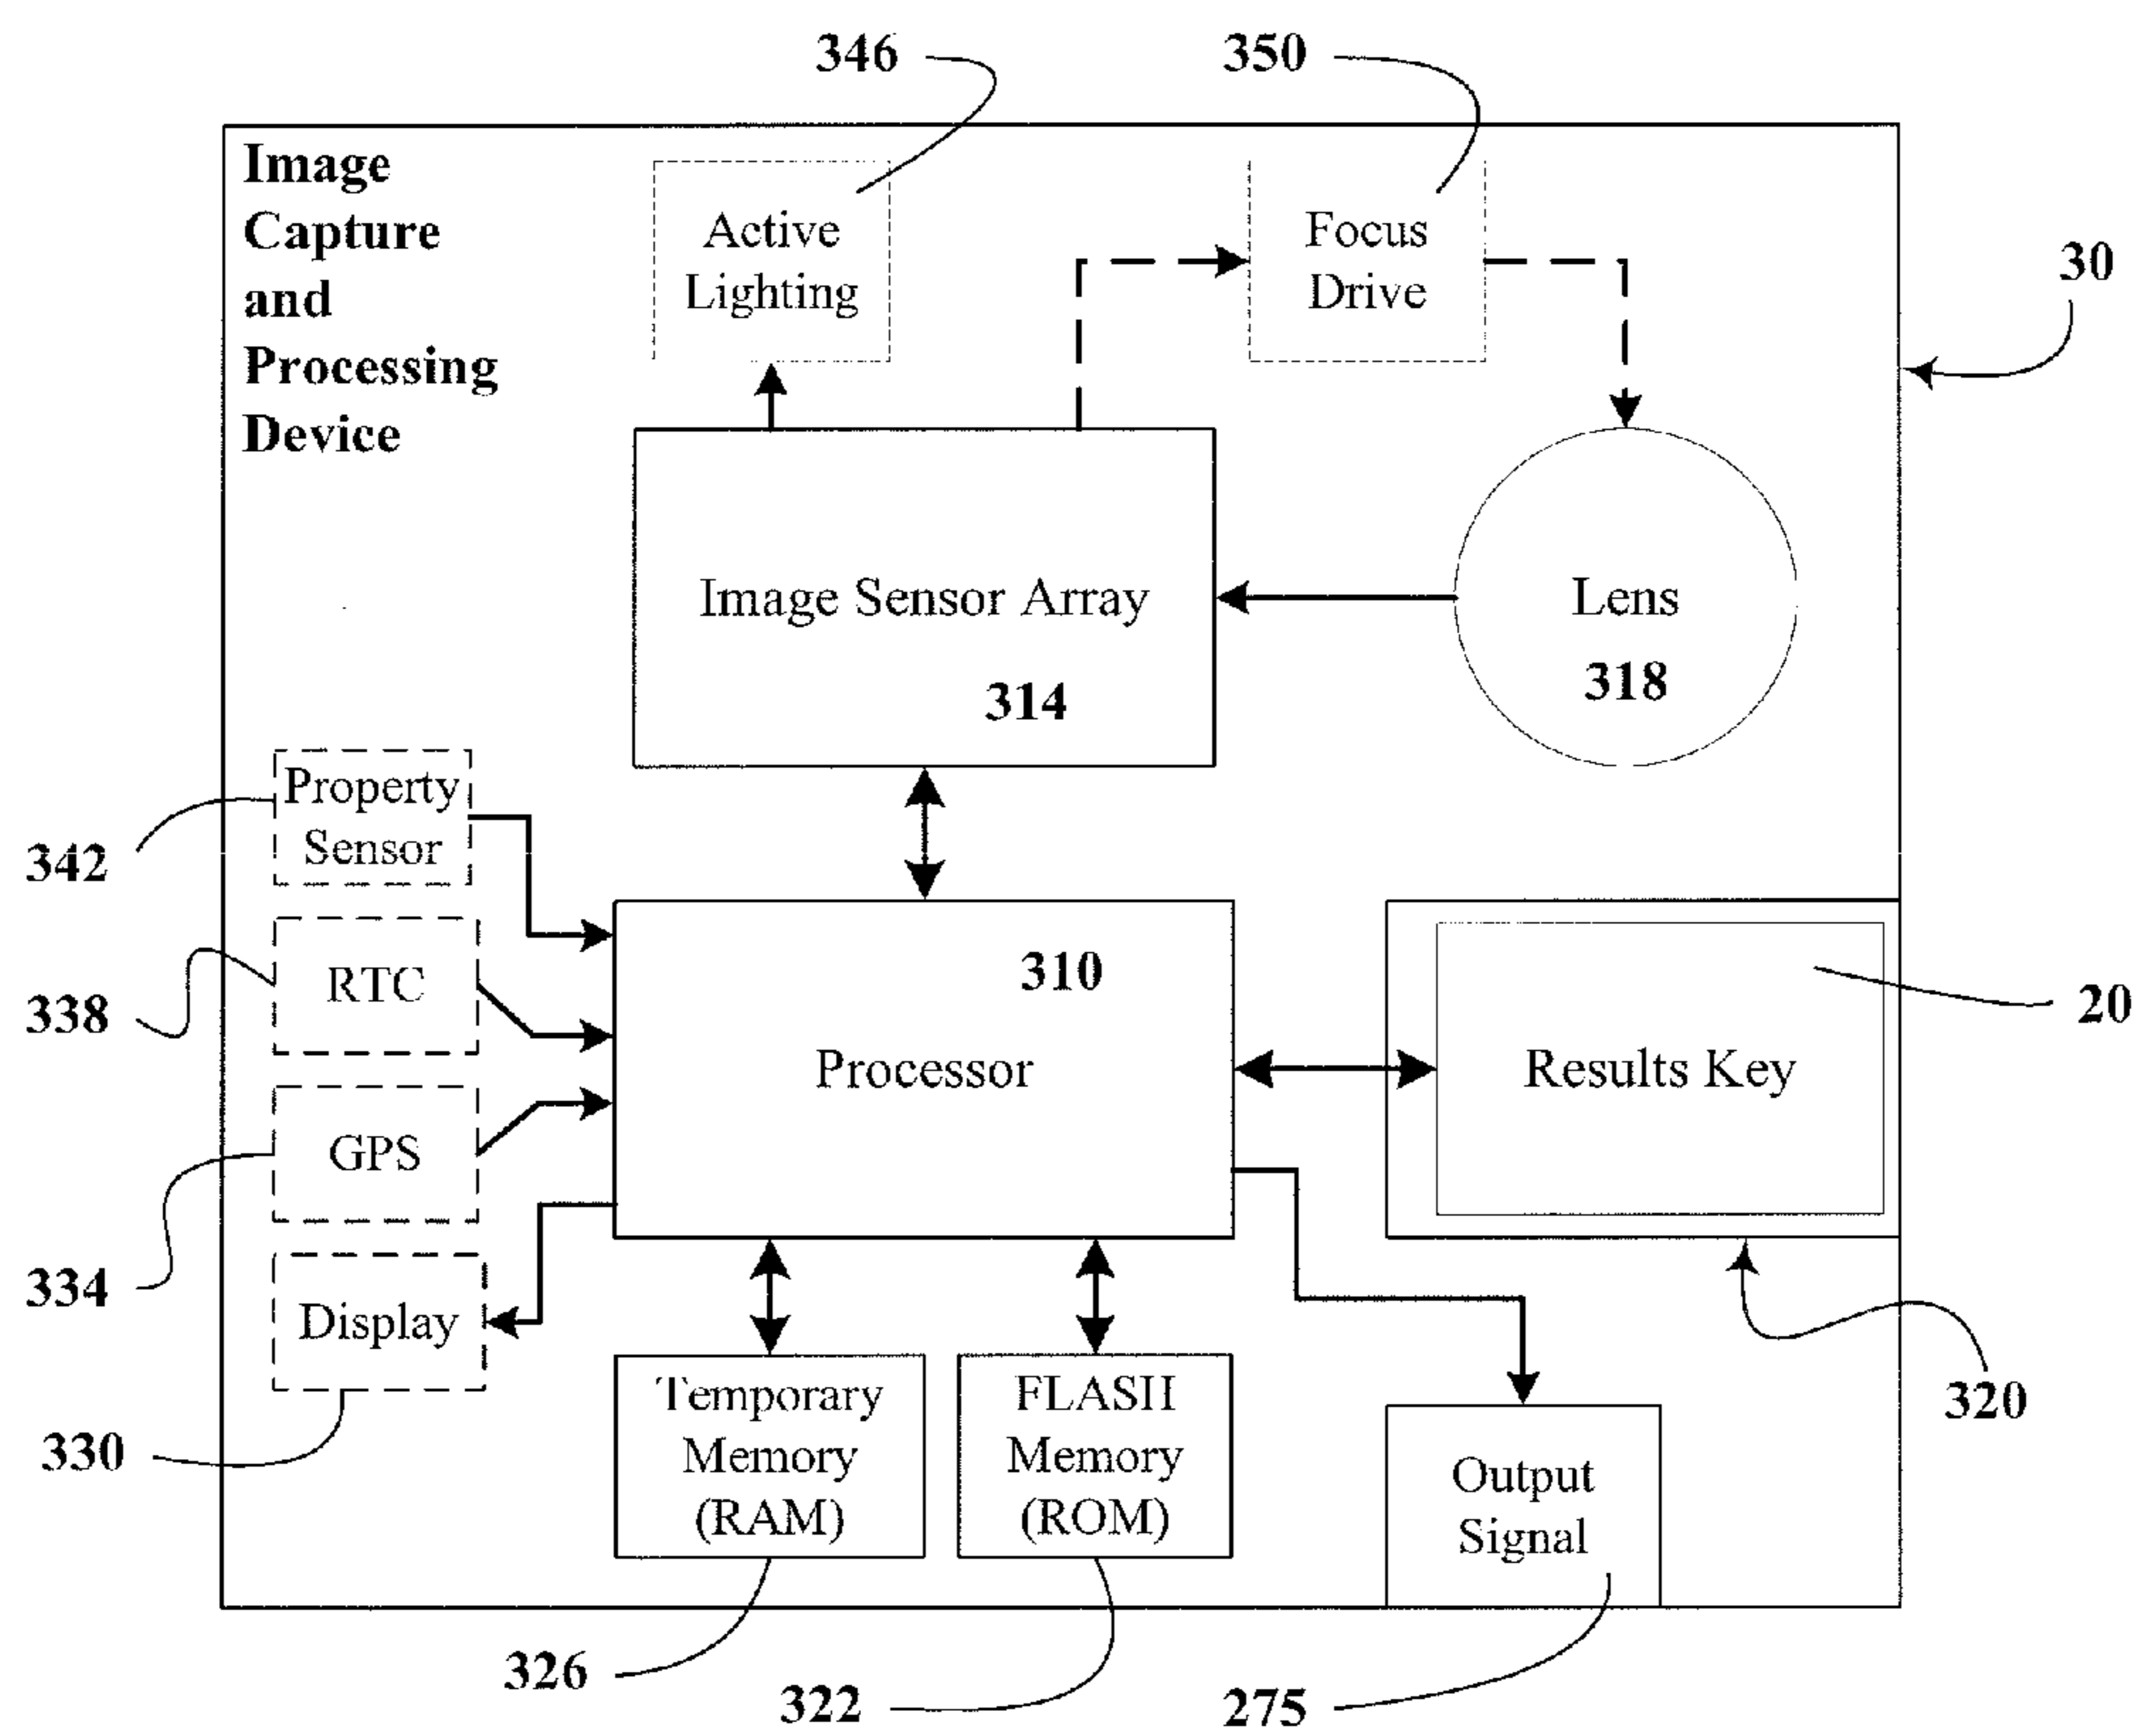 346
350
Image
Capture
and
Processing
Device
Active
Lighting
Focus
Drive
30
Image Sensor Array
314
Lens
318
Property
Sensor
342
RTC
338
310
Processor
Results Key
20
GPS
334
Display
330
Temporary
Memory
(RAM)
FLASH
Memory
(ROM)
Output
Signal
320
326
322
275